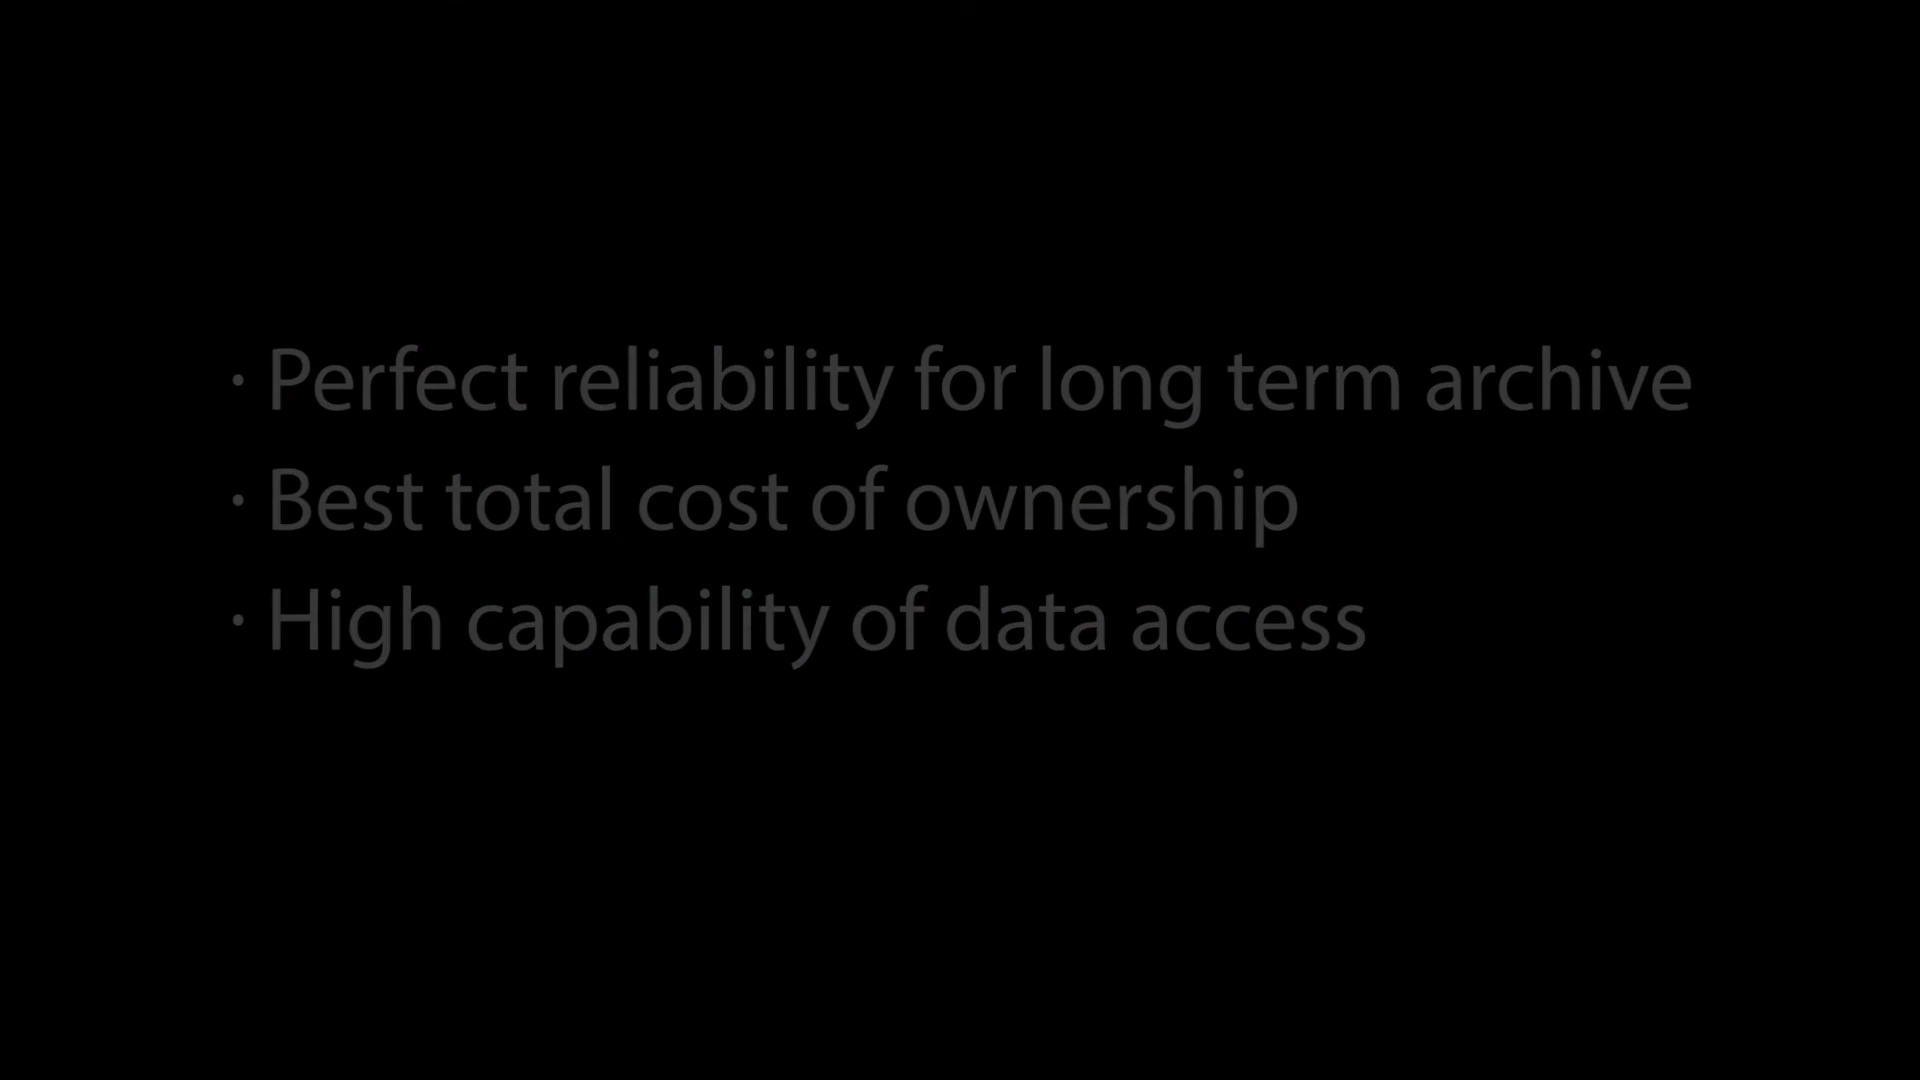 · Perfect reliability for long term archive
· Best total cost of ownership
· High capability of data access